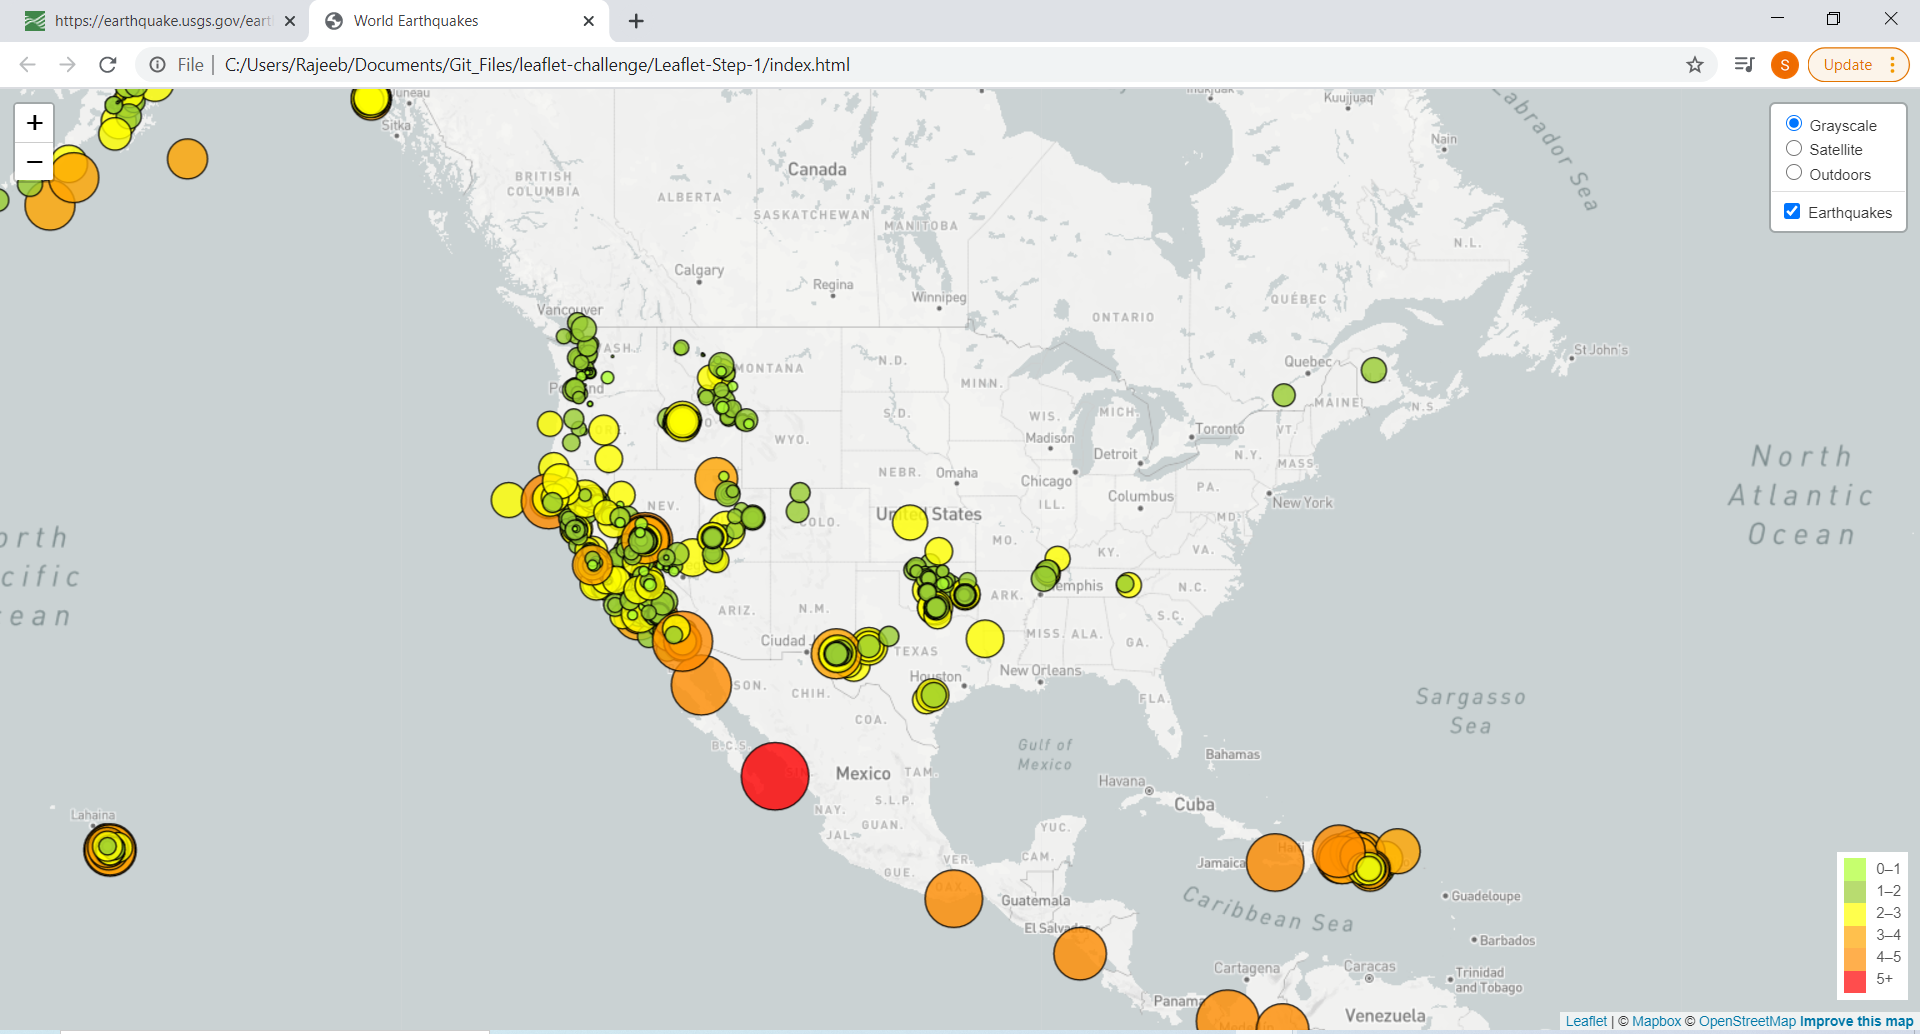 https://earthquake.usgs.gov/eart
World Earthquakes
File
C:/Users/Rajeeb/Documents/Git_Files/leaflet-challenge/Leaflet-Step-1/index.html
S
Update
+
−
Grayscale
Satellite
Outdoors
Earthquakes
Juneau
Sitka
Kuujjuaq
Nain
Labrador Sea
Canada
BRITISH
COLUMBIA
ALBERTA
SASKATCHEWAN
MANITOBA
N.L.
Calgary
Regina
Winnipeg
QUÉBEC
ONTARIO
Vancouver
St John's
WASH.
MONTANA
N.D.
MINN.
Quebec
MAINE
N.S.
S.D.
WIS.
MICH.
Toronto
VT.
Madison
Detroit
N.Y.
MASS.
WYO.
NEBR.
Omaha
Chicago
PA.
North
Atlantic
Ocean
NEV.
ILL.
Columbus
New York
COLO.
United States
MD.
MO.
KY.
VA.
orth
cific
ean
ARIZ.
N.M.
ARK.
N.C.
S.C.
MISS.
ALA.
GA.
Ciudad
TEXAS
New Orleans
Houston
SON.
CHIH.
FLA.
COA.
Sargasso
Sea
B.C.S.
Gulf of
Mexico
Bahamas
Mexico
TAM.
Havana
Cuba
S.L.P.
NAY.
GUAN.
JAL.
YUC.
Lahaina
VER.
CAM.
Jamaica
GUE.
OAX.
Guatemala
Caribbean Sea
Guadeloupe
El Salvador
Barbados
Cartagena
Caracas
Trinidad
and Tobago
Panama
Venezuela
0–1
1–2
2–3
3–4
4–5
5+
Leaflet | © Mapbox © OpenStreetMap Improve this map